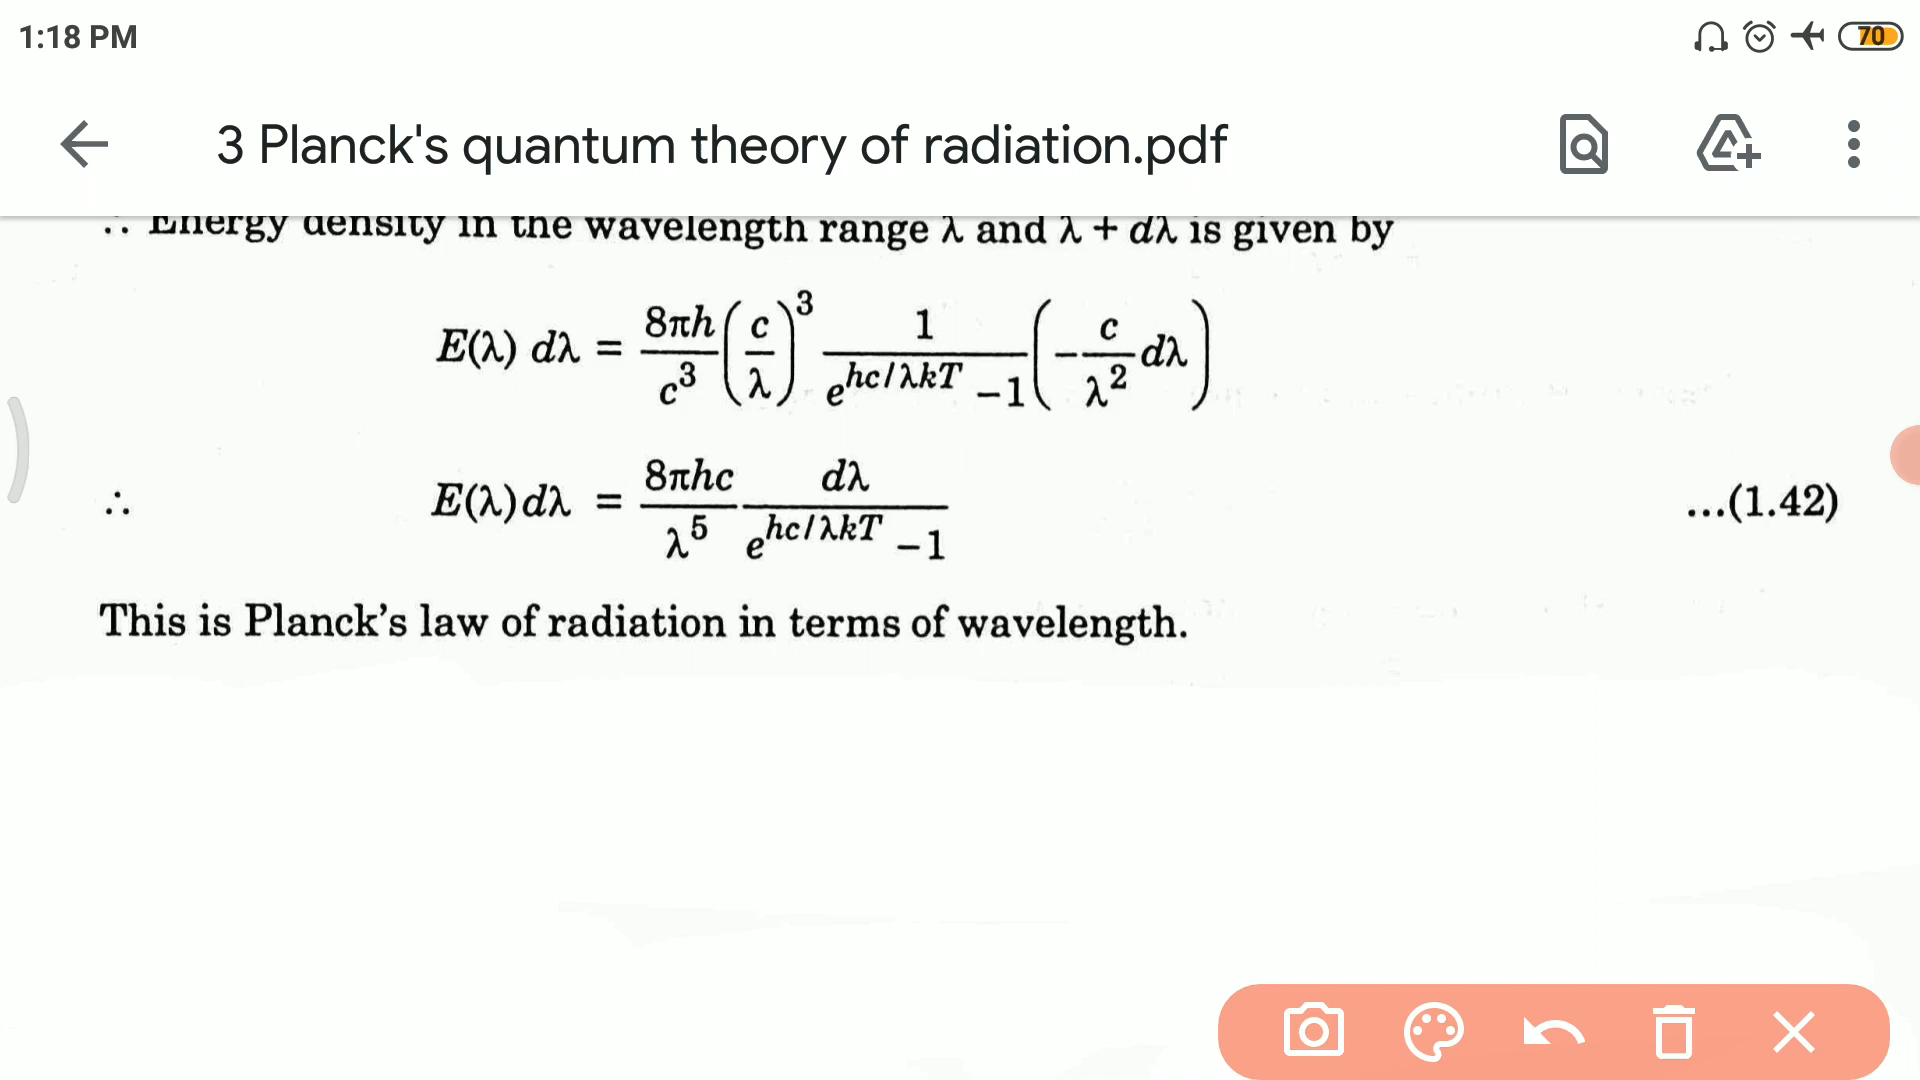 1:18 PM
70
3 Planck's quantum theory of radiation.pdf
∴ Energy density in the wavelength range λ and λ + dλ is given by
E(λ) dλ = 8πh/c³ (c/λ)³ 1/(e^{hc/λkT} −1) (−c/λ² dλ)
∴ E(λ)dλ = 8πhc/λ⁵ dλ/(e^{hc/λkT} −1) ...(1.42)
This is Planck's law of radiation in terms of wavelength.